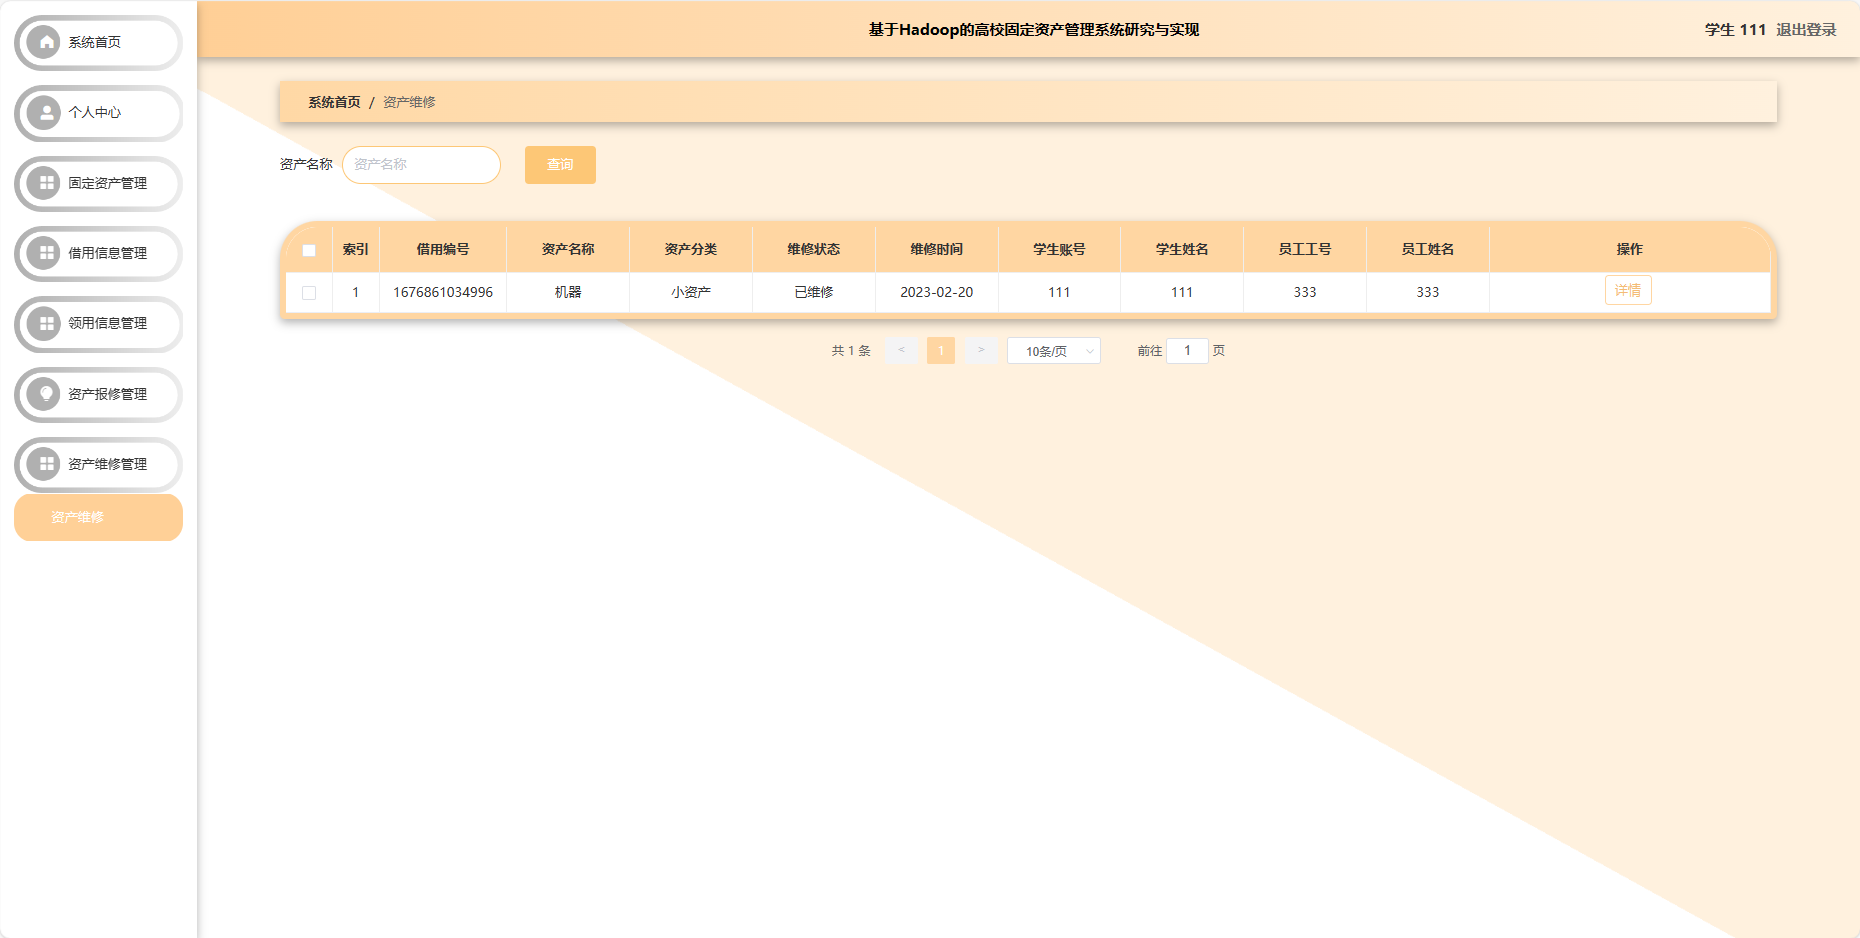 基于Hadoop的高校固定资产管理系统研究与实现
学生 111 退出登录
系统首页
个人中心
固定资产管理
借用信息管理
领用信息管理
资产报修管理
资产维修管理
资产维修
系统首页 / 资产维修
资产名称 资产名称 查询
索引 借用编号 资产名称 资产分类 维修状态 维修时间 学生账号 学生姓名 员工工号 员工姓名 操作
1 1676861034996 机器 小资产 已维修 2023-02-20 111 111 333 333 详情
共 1 条 < 1 > 10条/页 前往 1 页